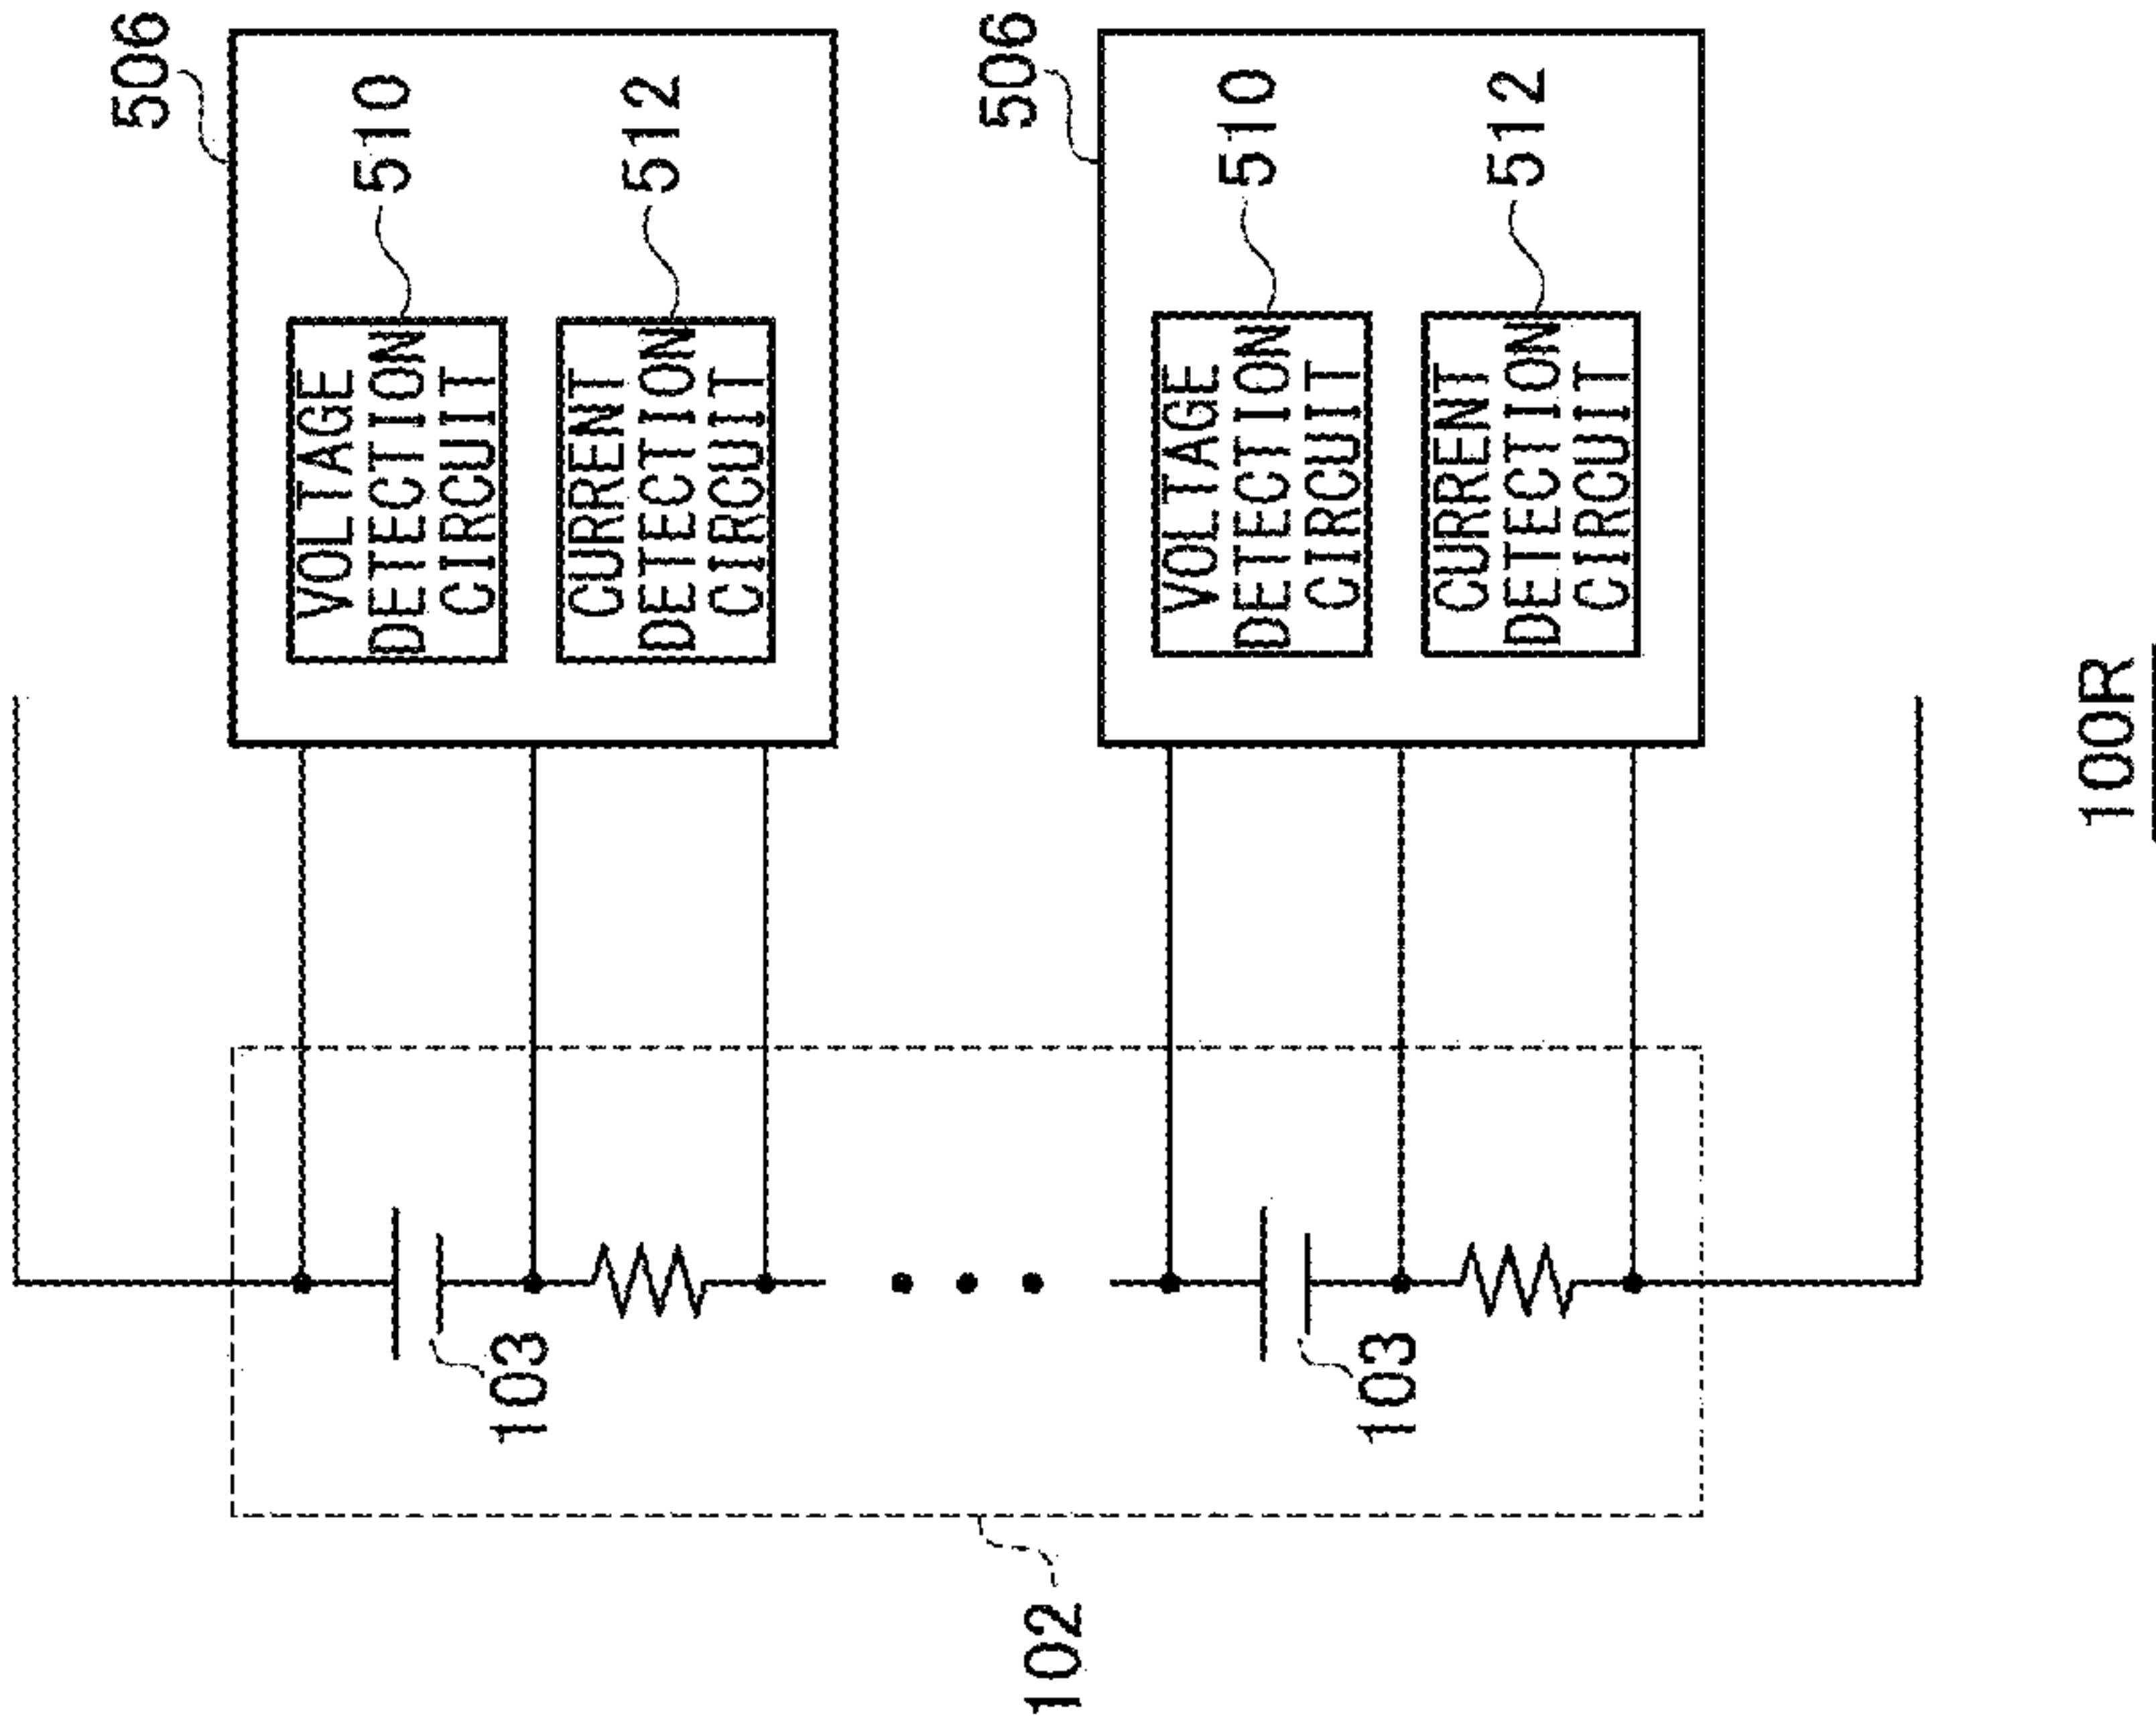 506
510
VOLTAGE
DETECTION
CIRCUIT
512
CURRENT
DETECTION
CIRCUIT
103
506
510
VOLTAGE
DETECTION
CIRCUIT
512
CURRENT
DETECTION
CIRCUIT
103
102
100R